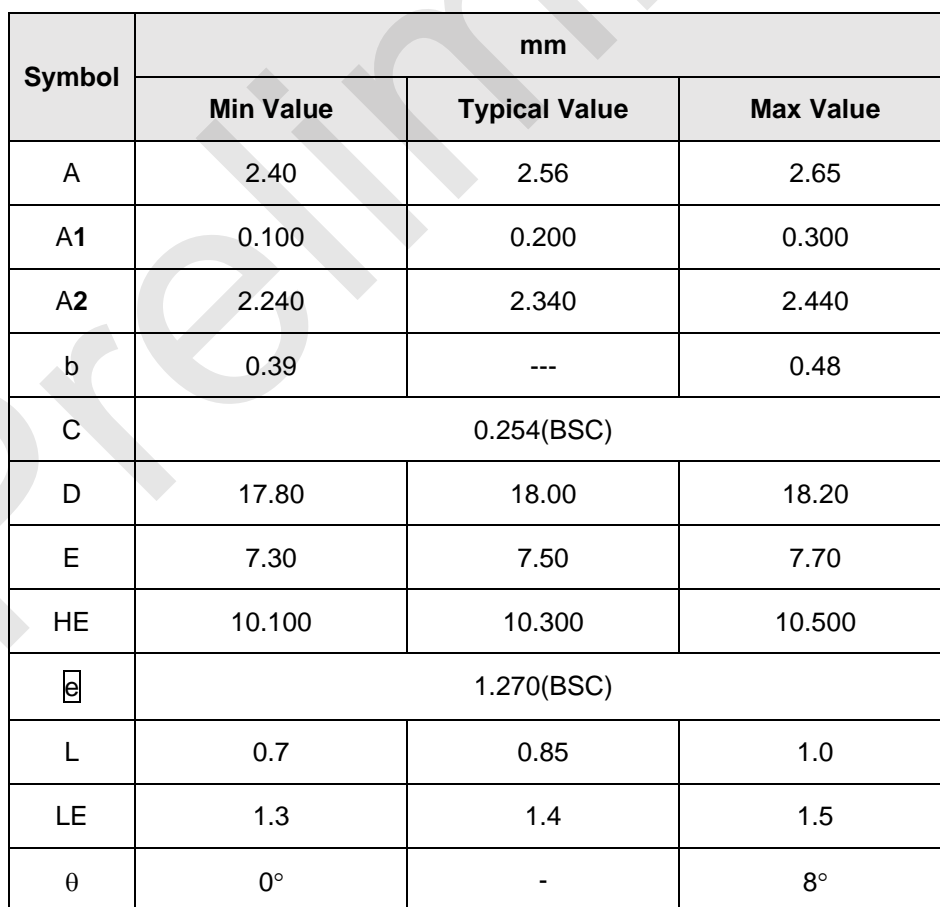 Symbol mm
Min Value Typical Value Max Value
A 2.40 2.56 2.65
A1 0.100 0.200 0.300
A2 2.240 2.340 2.440
b 0.39 --- 0.48
C 0.254(BSC)
D 17.80 18.00 18.20
E 7.30 7.50 7.70
HE 10.100 10.300 10.500
e 1.270(BSC)
L 0.7 0.85 1.0
LE 1.3 1.4 1.5
θ 0° - 8°
Prelim